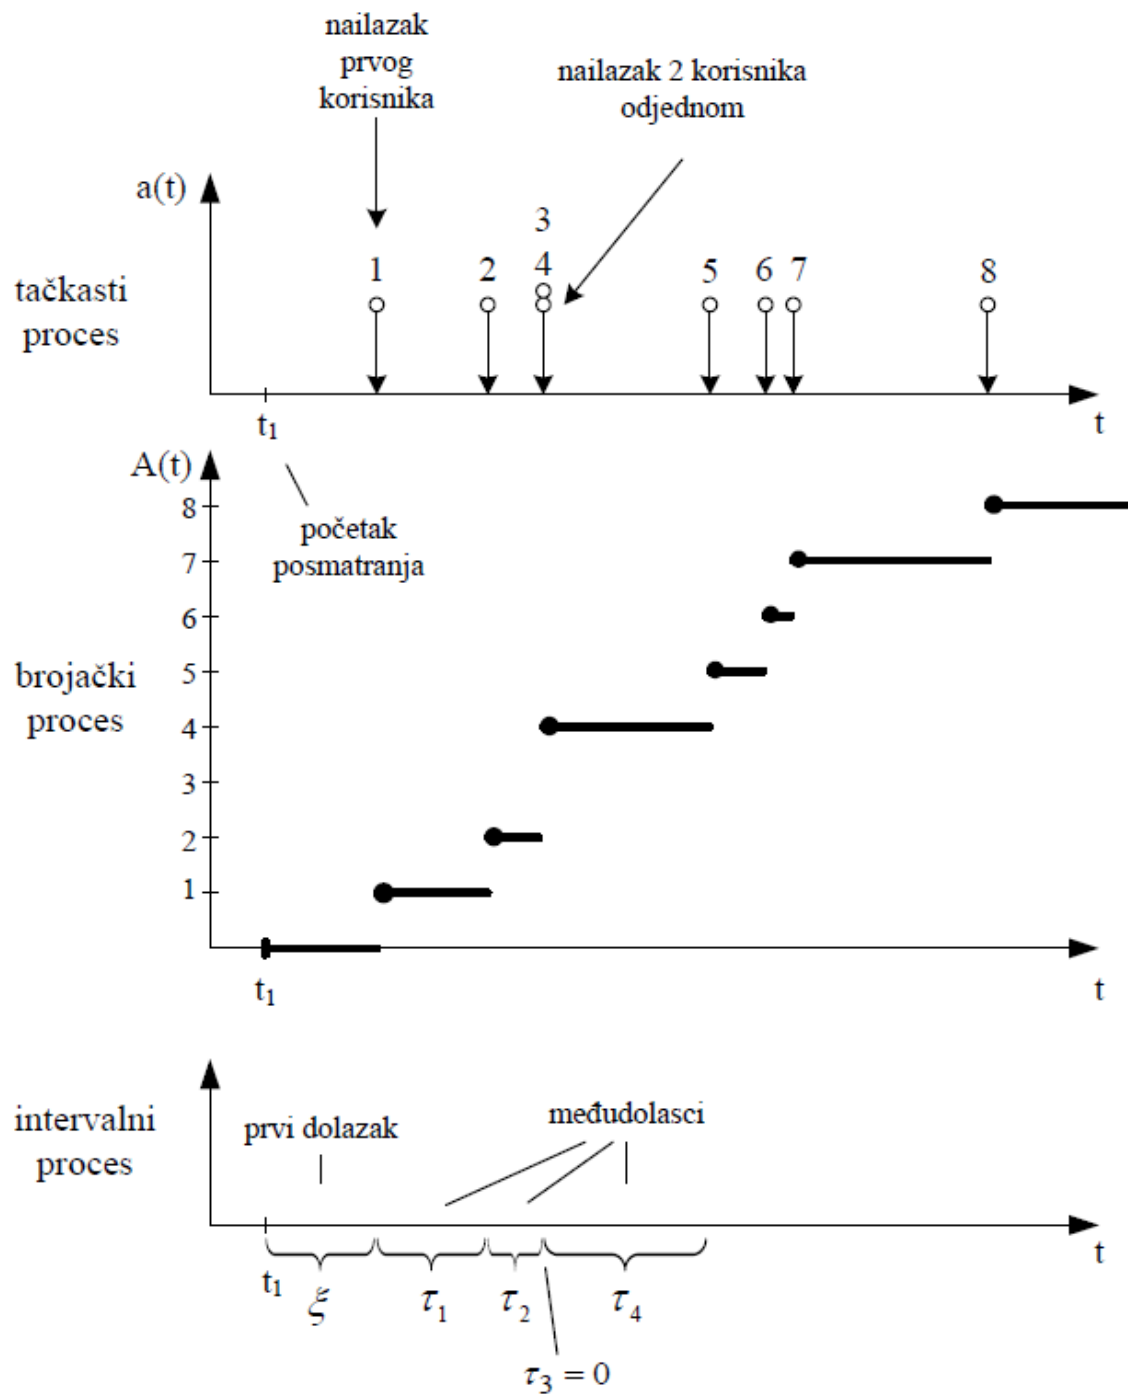 nailazak
prvog
korisnika
nailazak 2 korisnika
odjednom
a(t)
tačkasti
proces
1
2
3
4
5
6
7
8
t₁
t
A(t)
početak
posmatranja
brojački
proces
8
7
6
5
4
3
2
1
t₁
t
intervalni
proces
prvi dolazak
međudolasci
t₁
ξ
τ₁
τ₂
τ₄
t
τ₃ = 0